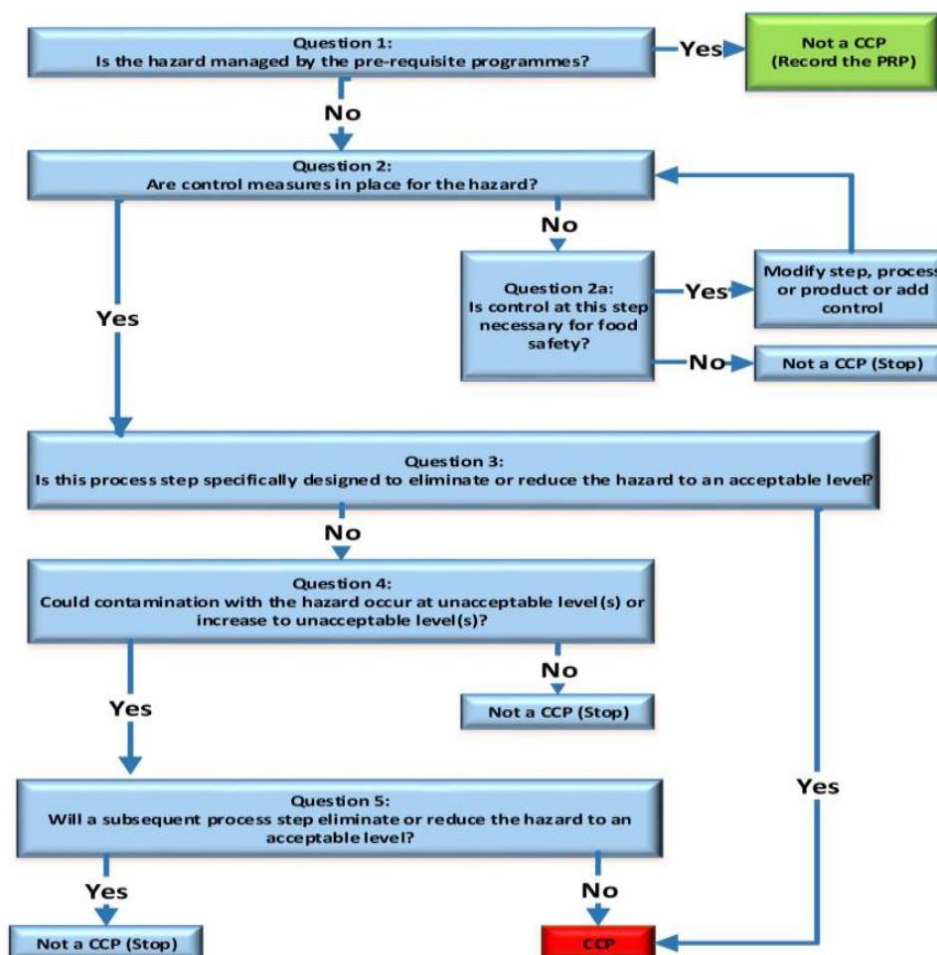 Question 1:
Is the hazard managed by the pre-requisite programmes?
Yes
Not a CCP
(Record the PRP)
No
Question 2:
Are control measures in place for the hazard?
No
Yes
Question 2a:
Is control at this step
necessary for food
safety?
Yes
Modify step, process
or product or add
control
No
Not a CCP (Stop)
Question 3:
Is this process step specifically designed to eliminate or reduce the hazard to an acceptable level?
No
Question 4:
Could contamination with the hazard occur at unacceptable level(s) or
increase to unacceptable level(s)?
No
Yes
Not a CCP (Stop)
Yes
Question 5:
Will a subsequent process step eliminate or reduce the hazard to an
acceptable level?
Yes
No
Not a CCP (Stop)
CCP